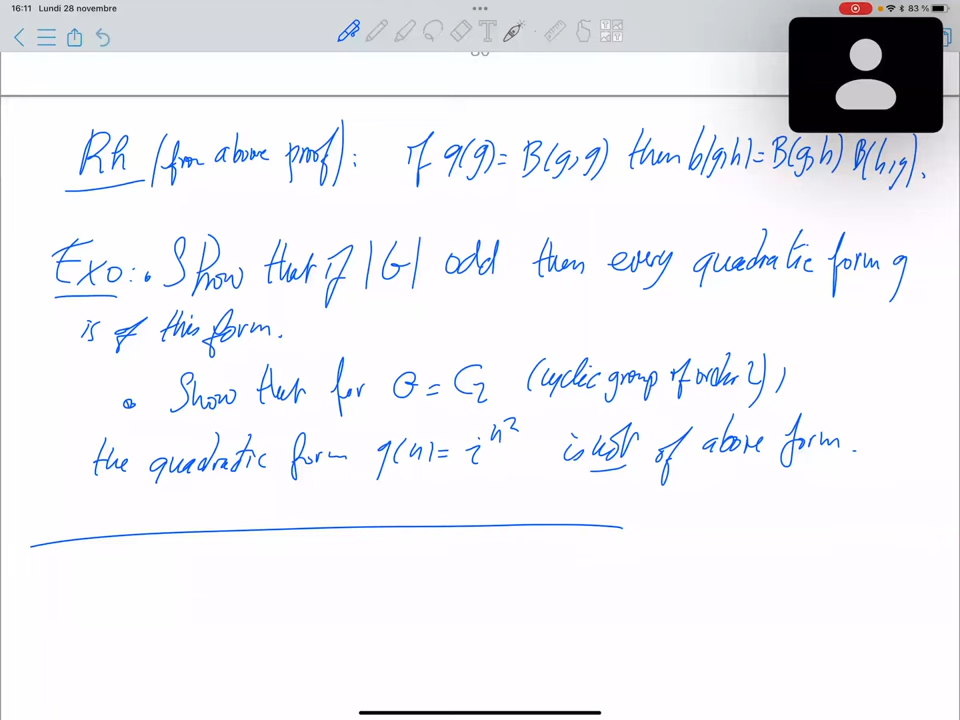 16:11 Lundi 28 novembre
83 %
Rk (from above proof): if q(g) = B(g,g) then b(g,h) = B(g,h) B(h,g).
Exo: • Show that if |G| odd then every quadratic form q
is of this form.
• Show that for G = C₂ (cyclic group of order 2),
the quadratic form q(n) = i^{n²} is not of above form.